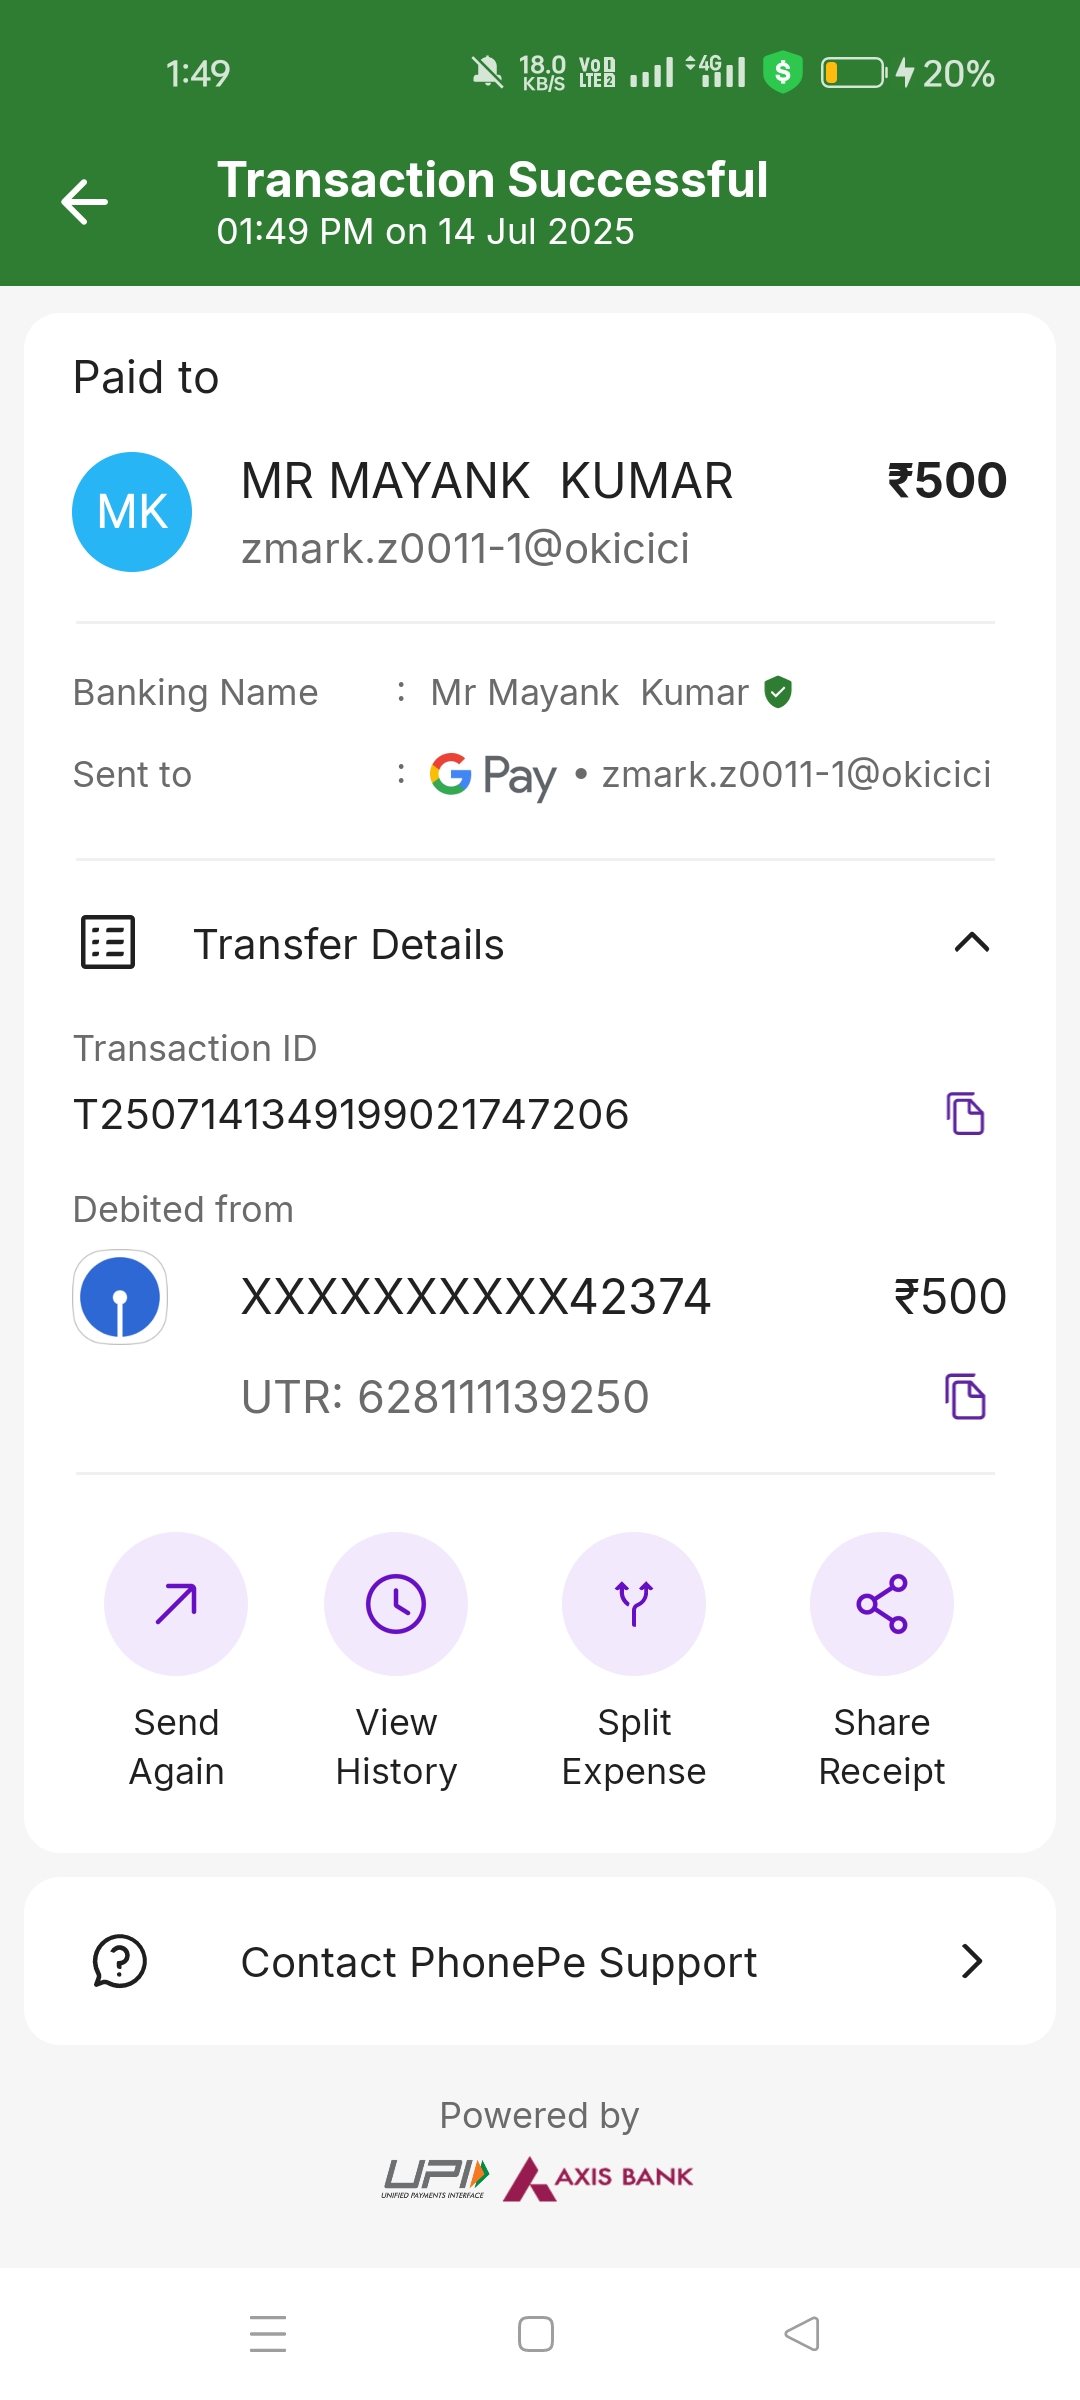 1:49 18.0 KB/S Vo1 LTE2 4G $ 20%
Transaction Successful
01:49 PM on 14 Jul 2025
Paid to
MK MR MAYANK  KUMAR ₹500
zmark.z0011-1@okicici
Banking Name : Mr Mayank  Kumar
Sent to : G Pay • zmark.z0011-1@okicici
Transfer Details
Transaction ID
T2507141349199021747206
Debited from
XXXXXXXXXX42374 ₹500
UTR: 628111139250
Send Again
View History
Split Expense
Share Receipt
Contact PhonePe Support
Powered by
UPI AXIS BANK
UNIFIED PAYMENTS INTERFACE